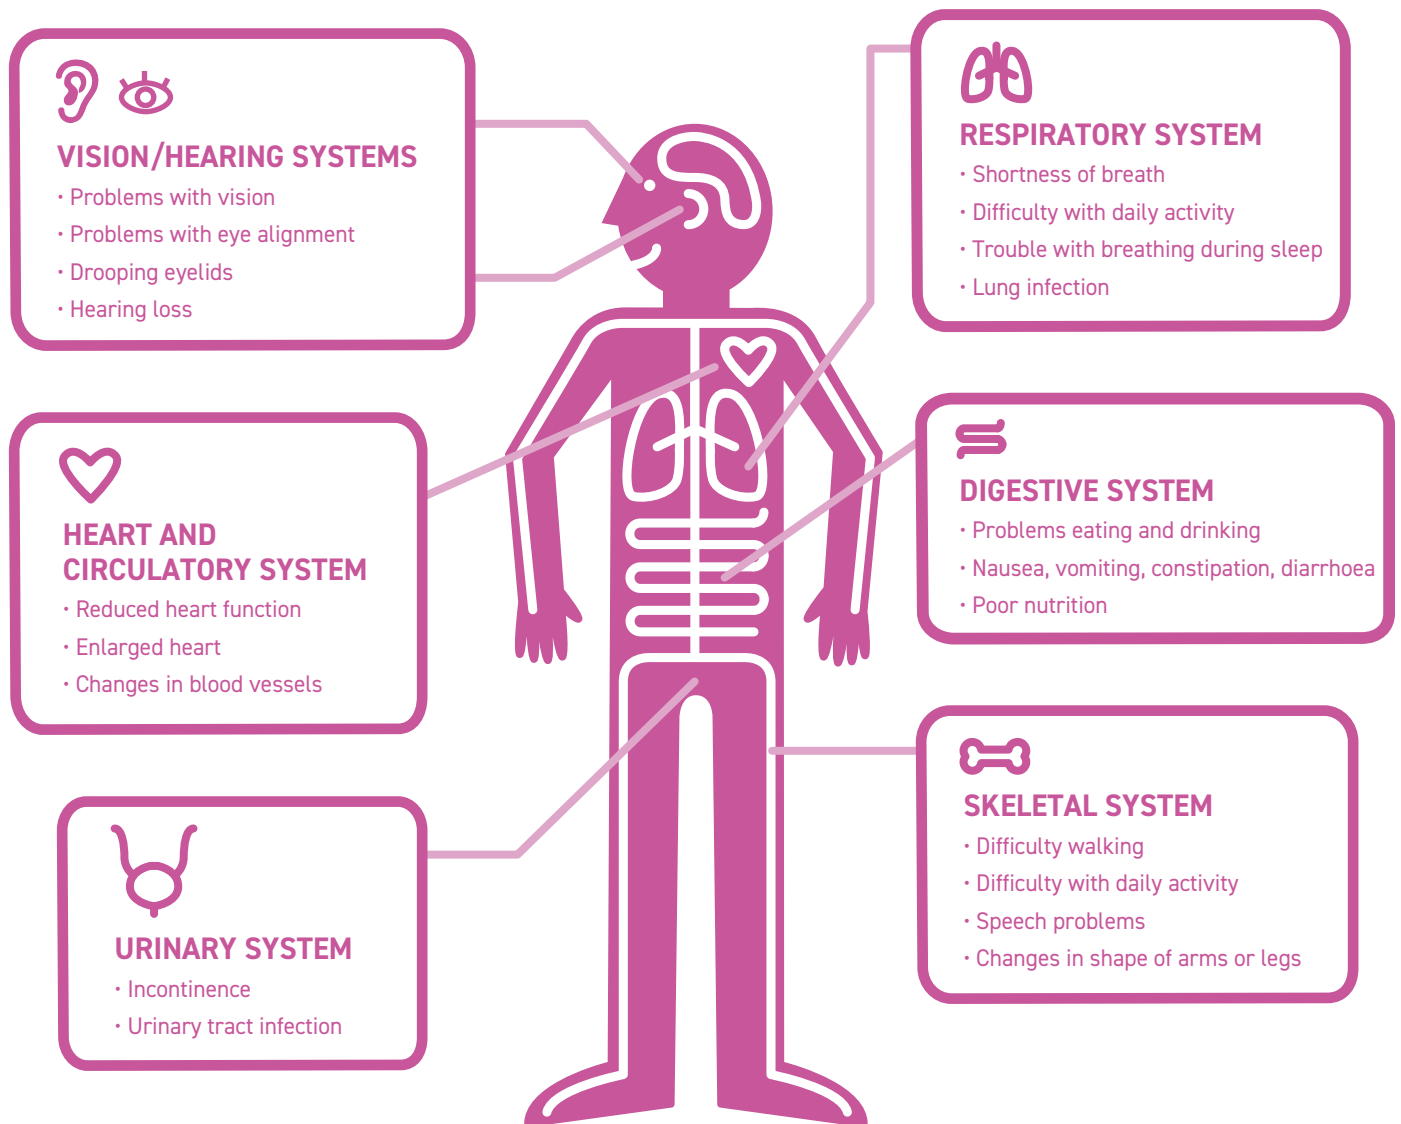 VISION/HEARING SYSTEMS
· Problems with vision
· Problems with eye alignment
· Drooping eyelids
· Hearing loss
HEART AND
CIRCULATORY SYSTEM
· Reduced heart function
· Enlarged heart
· Changes in blood vessels
URINARY SYSTEM
· Incontinence
· Urinary tract infection
RESPIRATORY SYSTEM
· Shortness of breath
· Difficulty with daily activity
· Trouble with breathing during sleep
· Lung infection
DIGESTIVE SYSTEM
· Problems eating and drinking
· Nausea, vomiting, constipation, diarrhoea
· Poor nutrition
SKELETAL SYSTEM
· Difficulty walking
· Difficulty with daily activity
· Speech problems
· Changes in shape of arms or legs